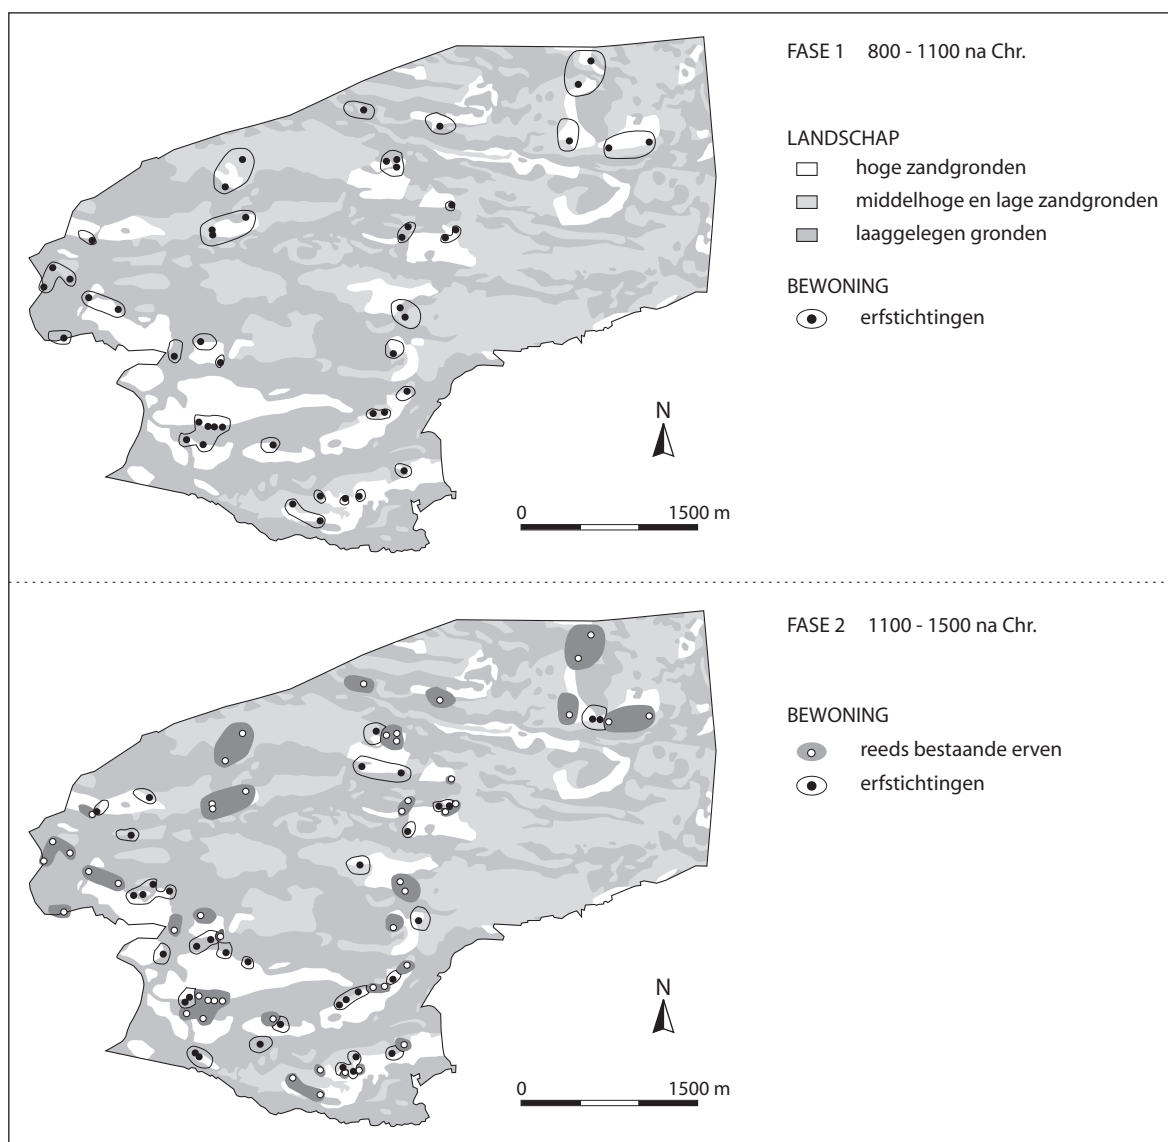 FASE 1 800 - 1100 na Chr.
LANDSCHAP
hoge zandgronden
middelhoge en lage zandgronden
laaggelegen gronden
BEWONING
erfstichtingen
N
0 1500 m
FASE 2 1100 - 1500 na Chr.
BEWONING
reeds bestaande erven
erfstichtingen
N
0 1500 m